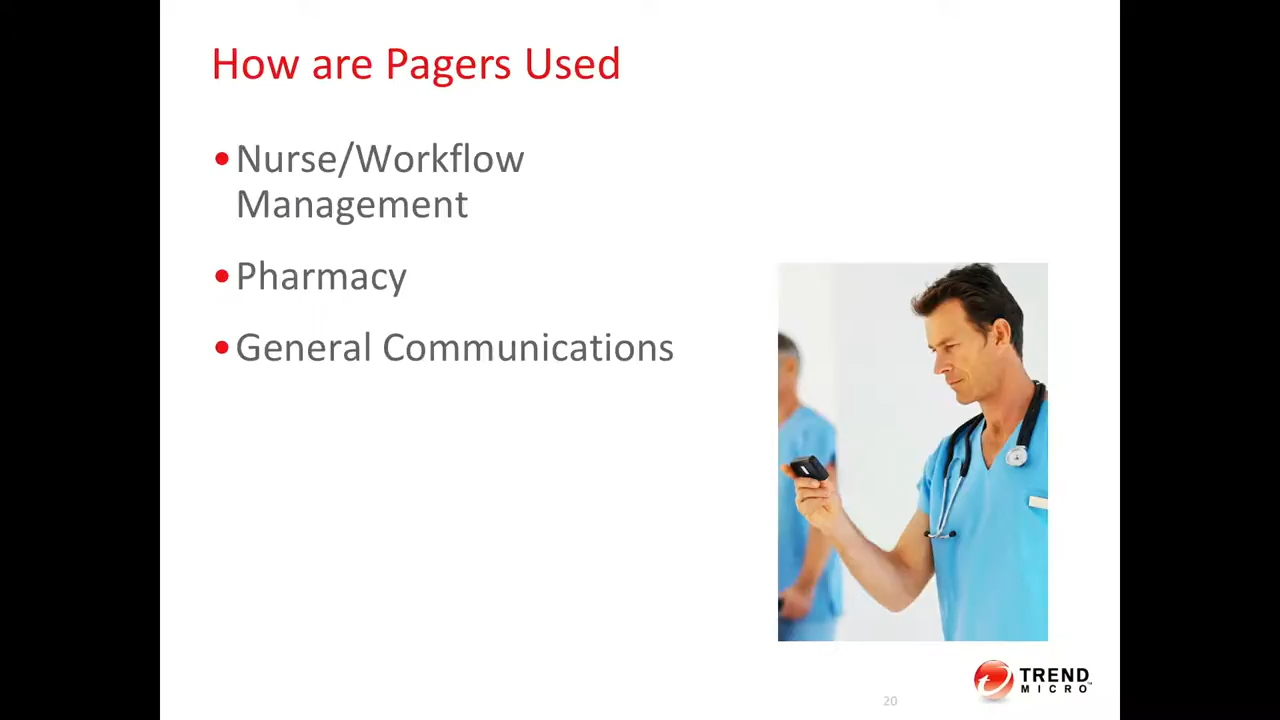 How are Pagers Used
•Nurse/Workflow
Management
•Pharmacy
•General Communications
20
TREND
MICRO